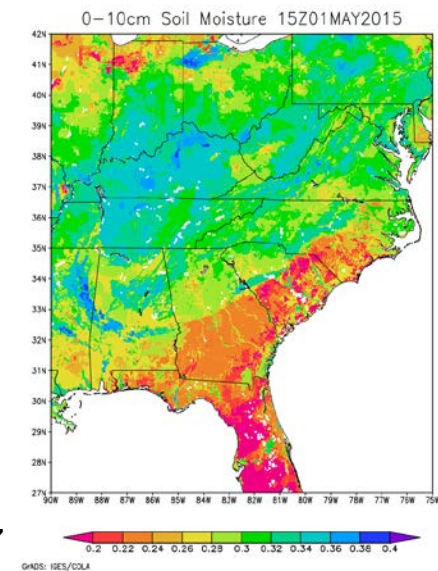 0-10cm Soil Moisture 15Z01MAY2015
42N
41N
40N
39N
38N
37N
36N
35N
34N
33N
32N
31N
30N
29N
28N
27N
90W 89W 88W 87W 86W 85W 84W 83W 82W 81W 80W 79W 78W 77W 76W 75W
0.2 0.22 0.24 0.26 0.28 0.3 0.32 0.34 0.36 0.38 0.4
GrADS: IGES/COLA